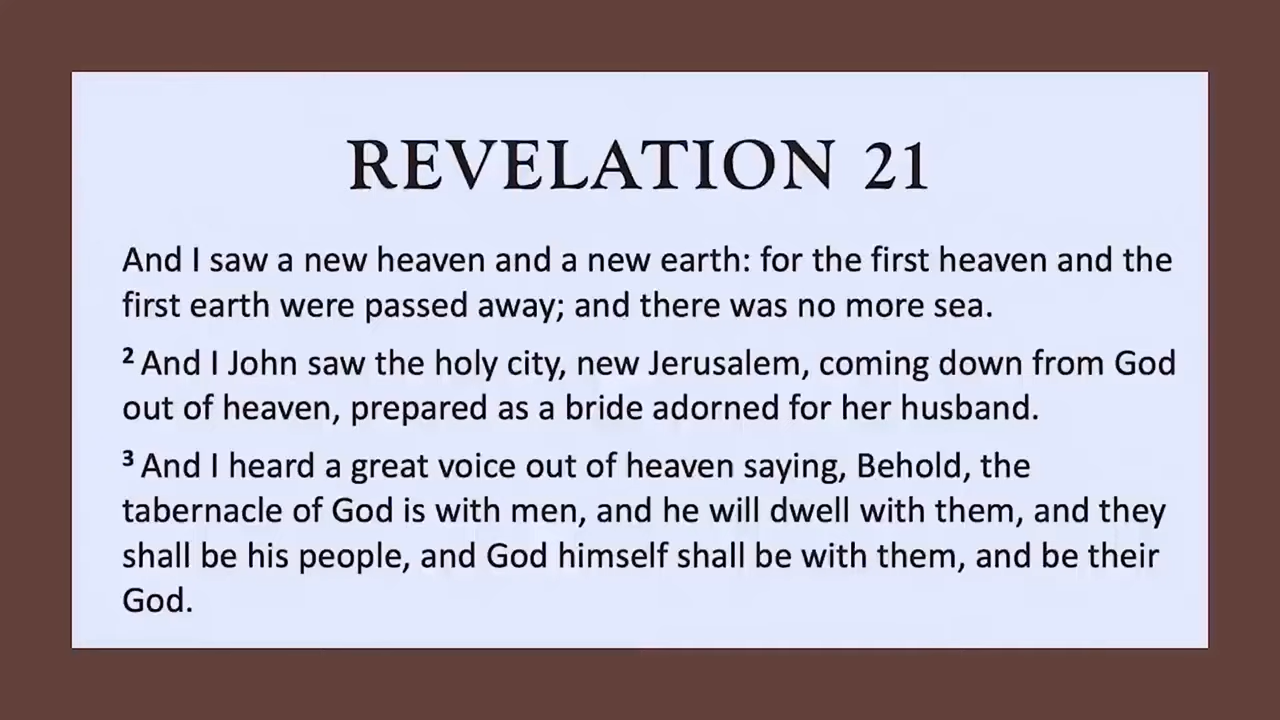 REVELATION 21
And I saw a new heaven and a new earth: for the first heaven and the
first earth were passed away; and there was no more sea.
2 And I John saw the holy city, new Jerusalem, coming down from God
out of heaven, prepared as a bride adorned for her husband.
3 And I heard a great voice out of heaven saying, Behold, the
tabernacle of God is with men, and he will dwell with them, and they
shall be his people, and God himself shall be with them, and be their
God.